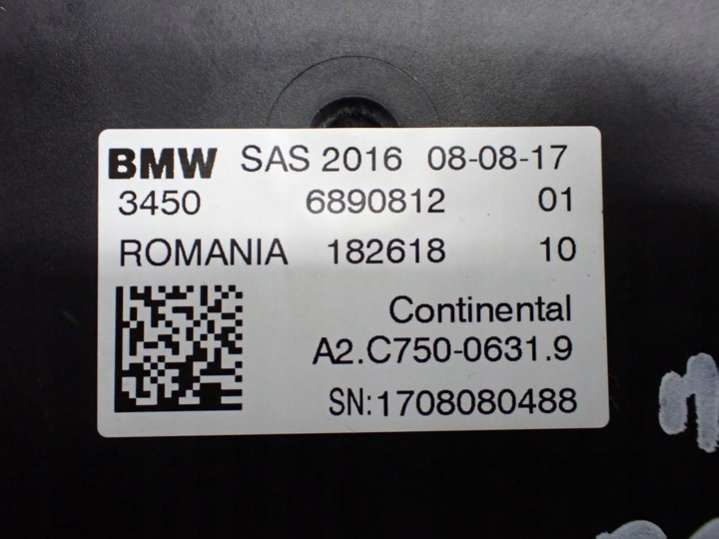 BMW SAS 2016 08-08-17
3450 6890812 01
ROMANIA 182618 10
Continental
A2.C750-0631.9
SN:1708080488